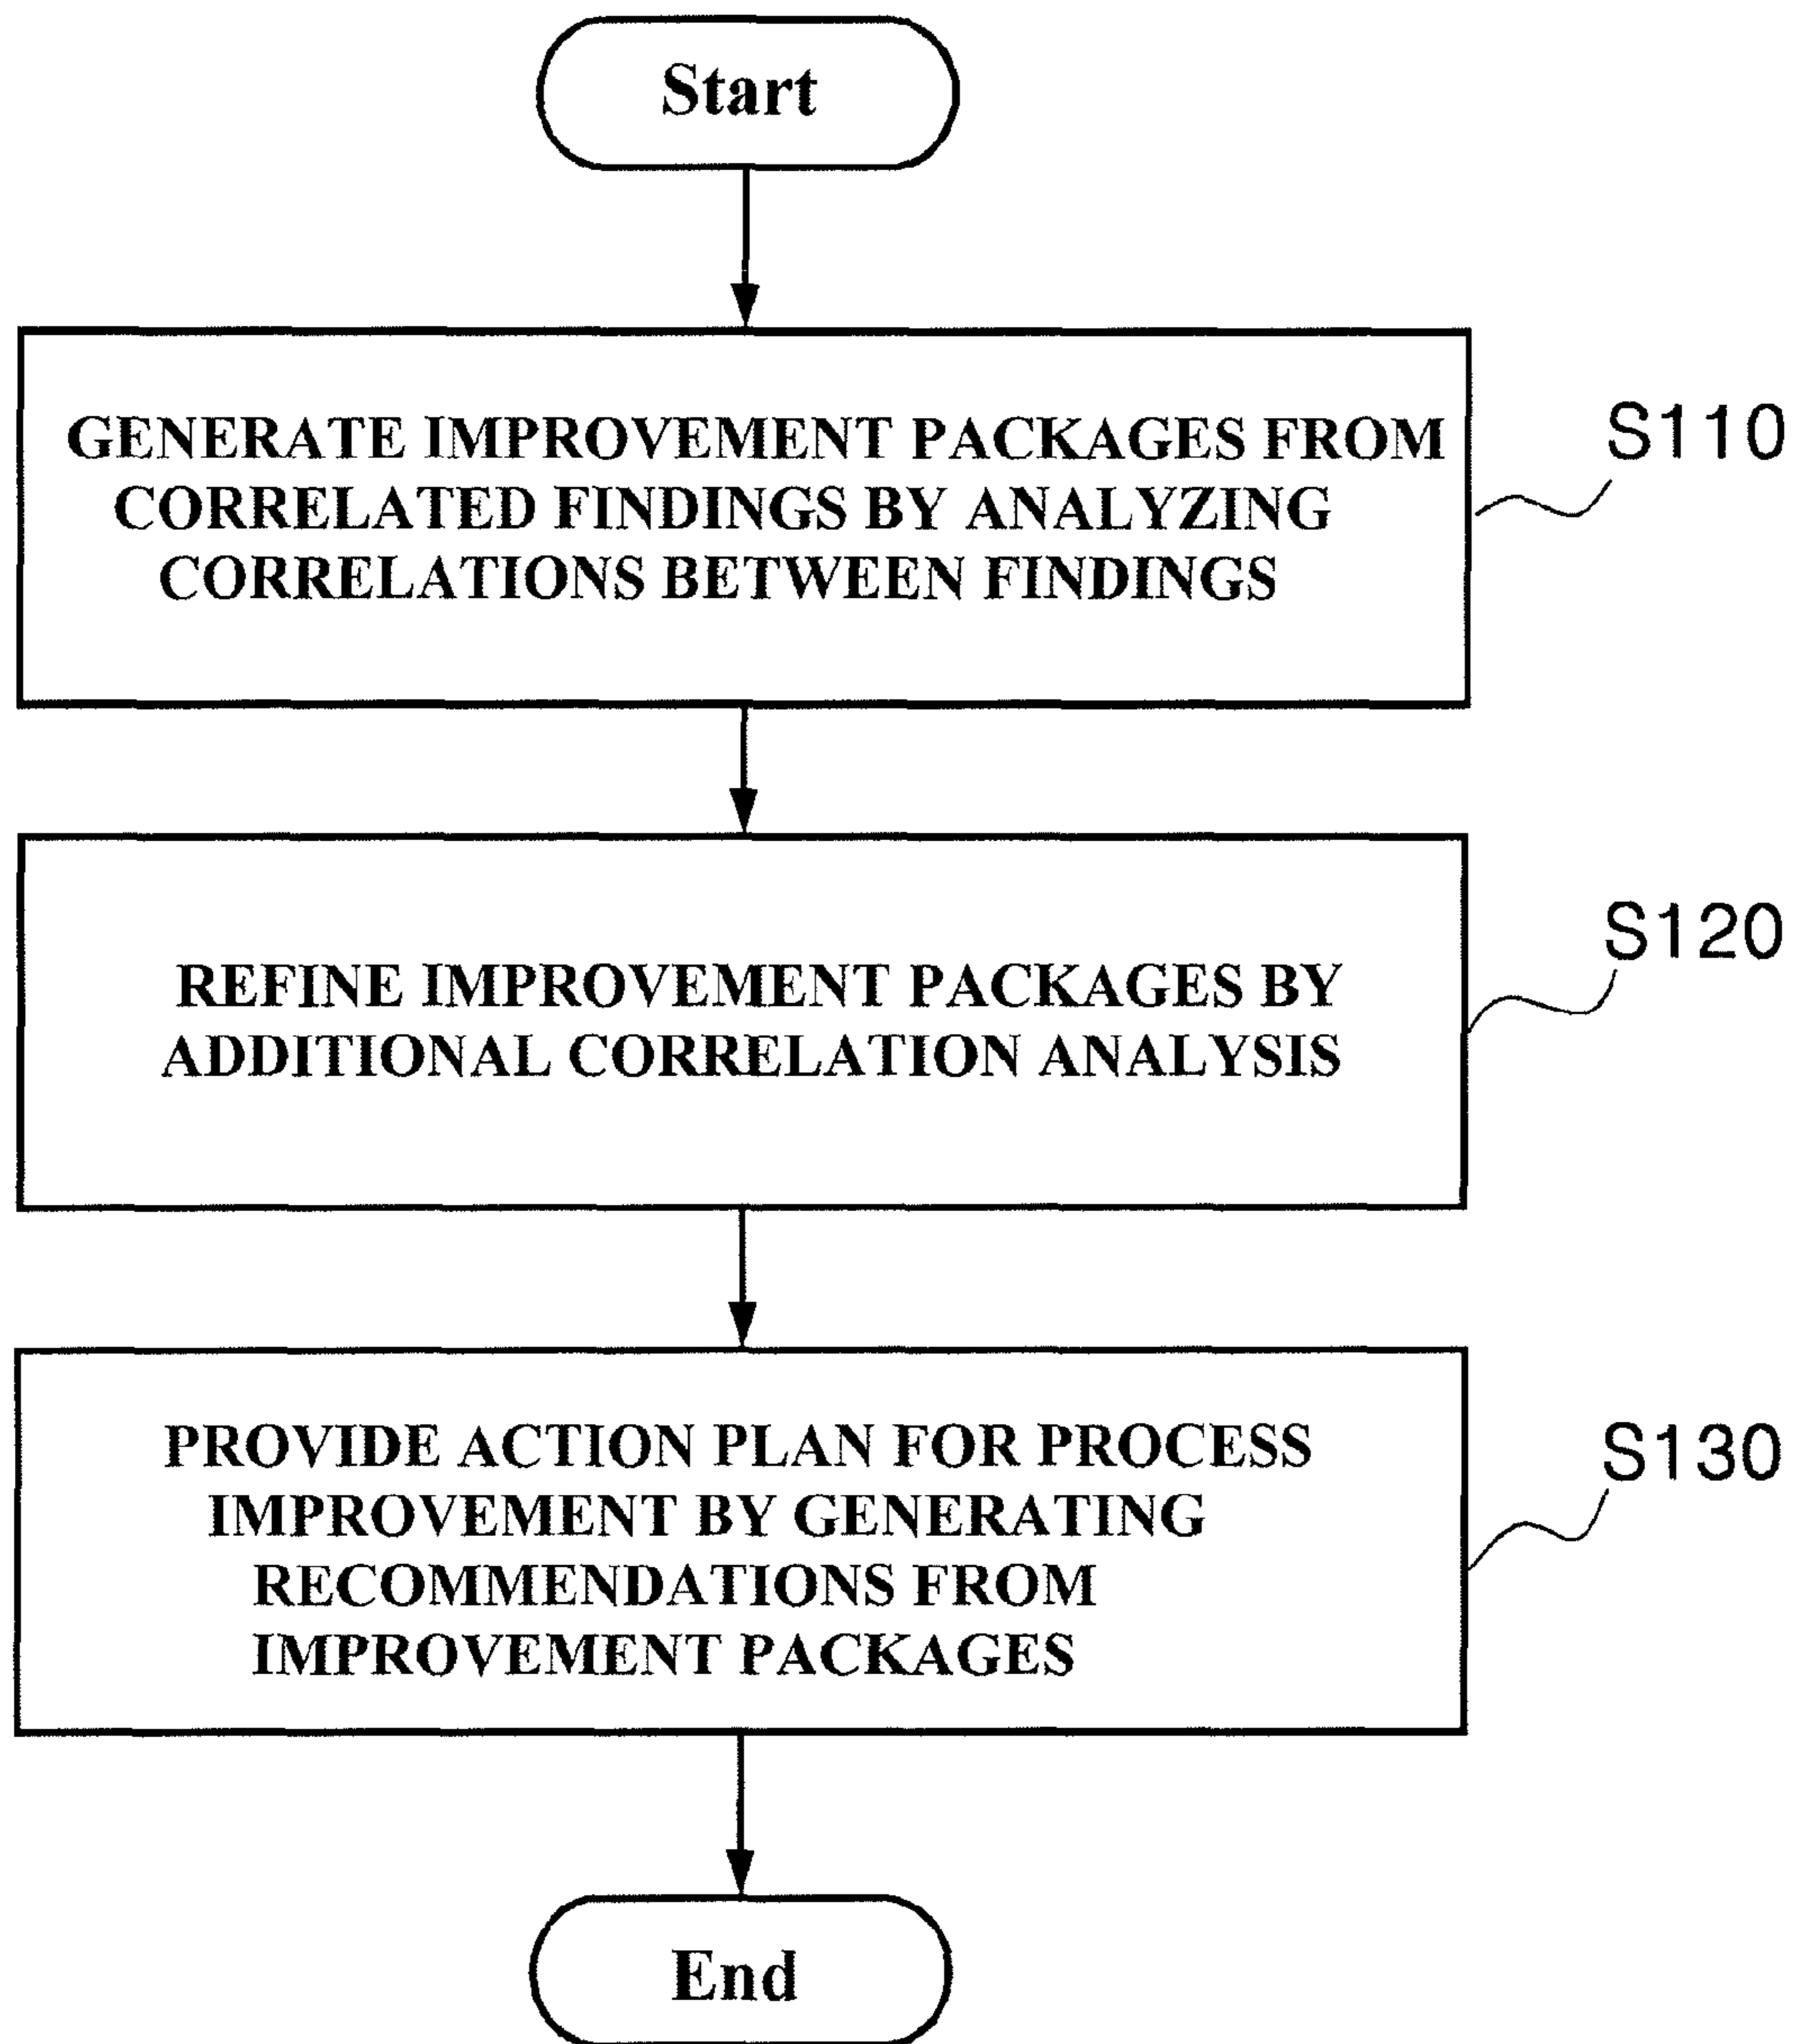 Start
GENERATE IMPROVEMENT PACKAGES FROM
CORRELATED FINDINGS BY ANALYZING
CORRELATIONS BETWEEN FINDINGS
S110
REFINE IMPROVEMENT PACKAGES BY
ADDITIONAL CORRELATION ANALYSIS
S120
PROVIDE ACTION PLAN FOR PROCESS
IMPROVEMENT BY GENERATING
RECOMMENDATIONS FROM
IMPROVEMENT PACKAGES
S130
End